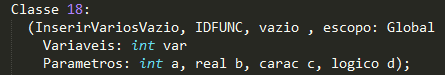 Classe 18:
(InserirVariosVazio, IDFUNC, vazio , escopo: Global
Variaveis: int var
Parametros: int a, real b, carac c, logico d);